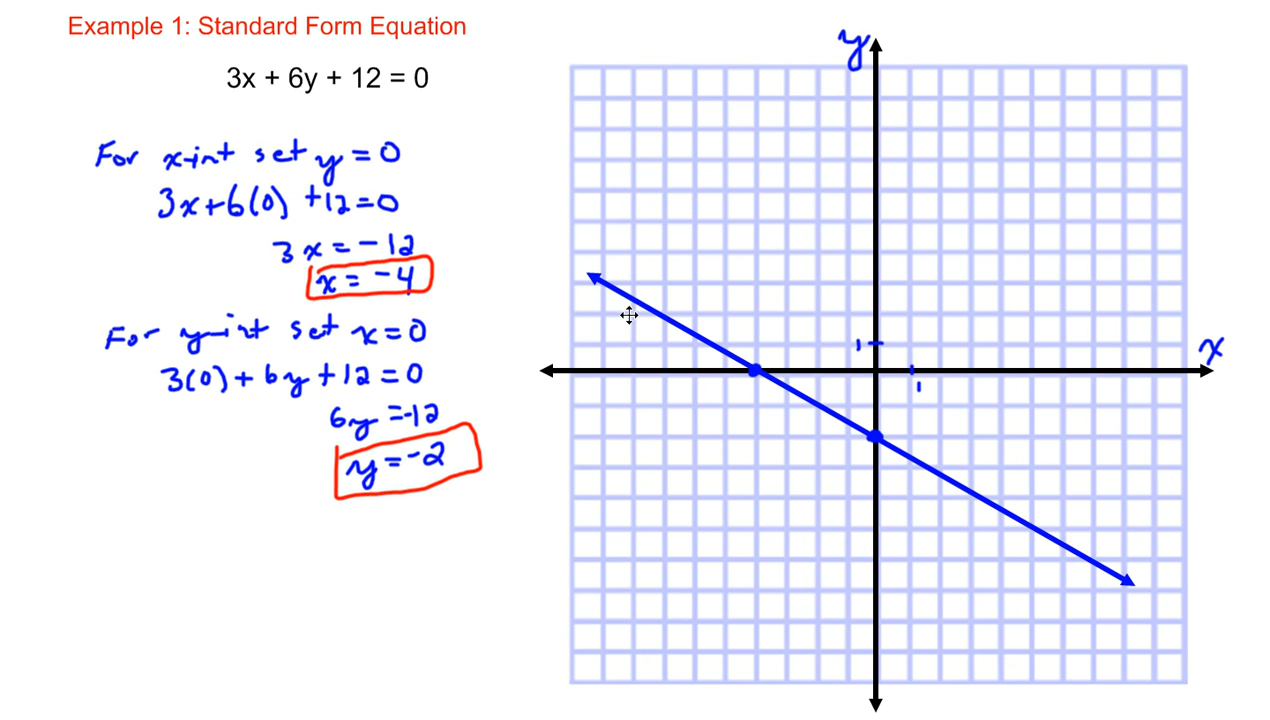 Example 1: Standard Form Equation
3x + 6y + 12 = 0
For x-int set y = 0
3x + 6(0) + 12 = 0
3x = -12
x = -4
For y-int set x = 0
3(0) + 6y + 12 = 0
6y = -12
y = -2
y
x
1
1